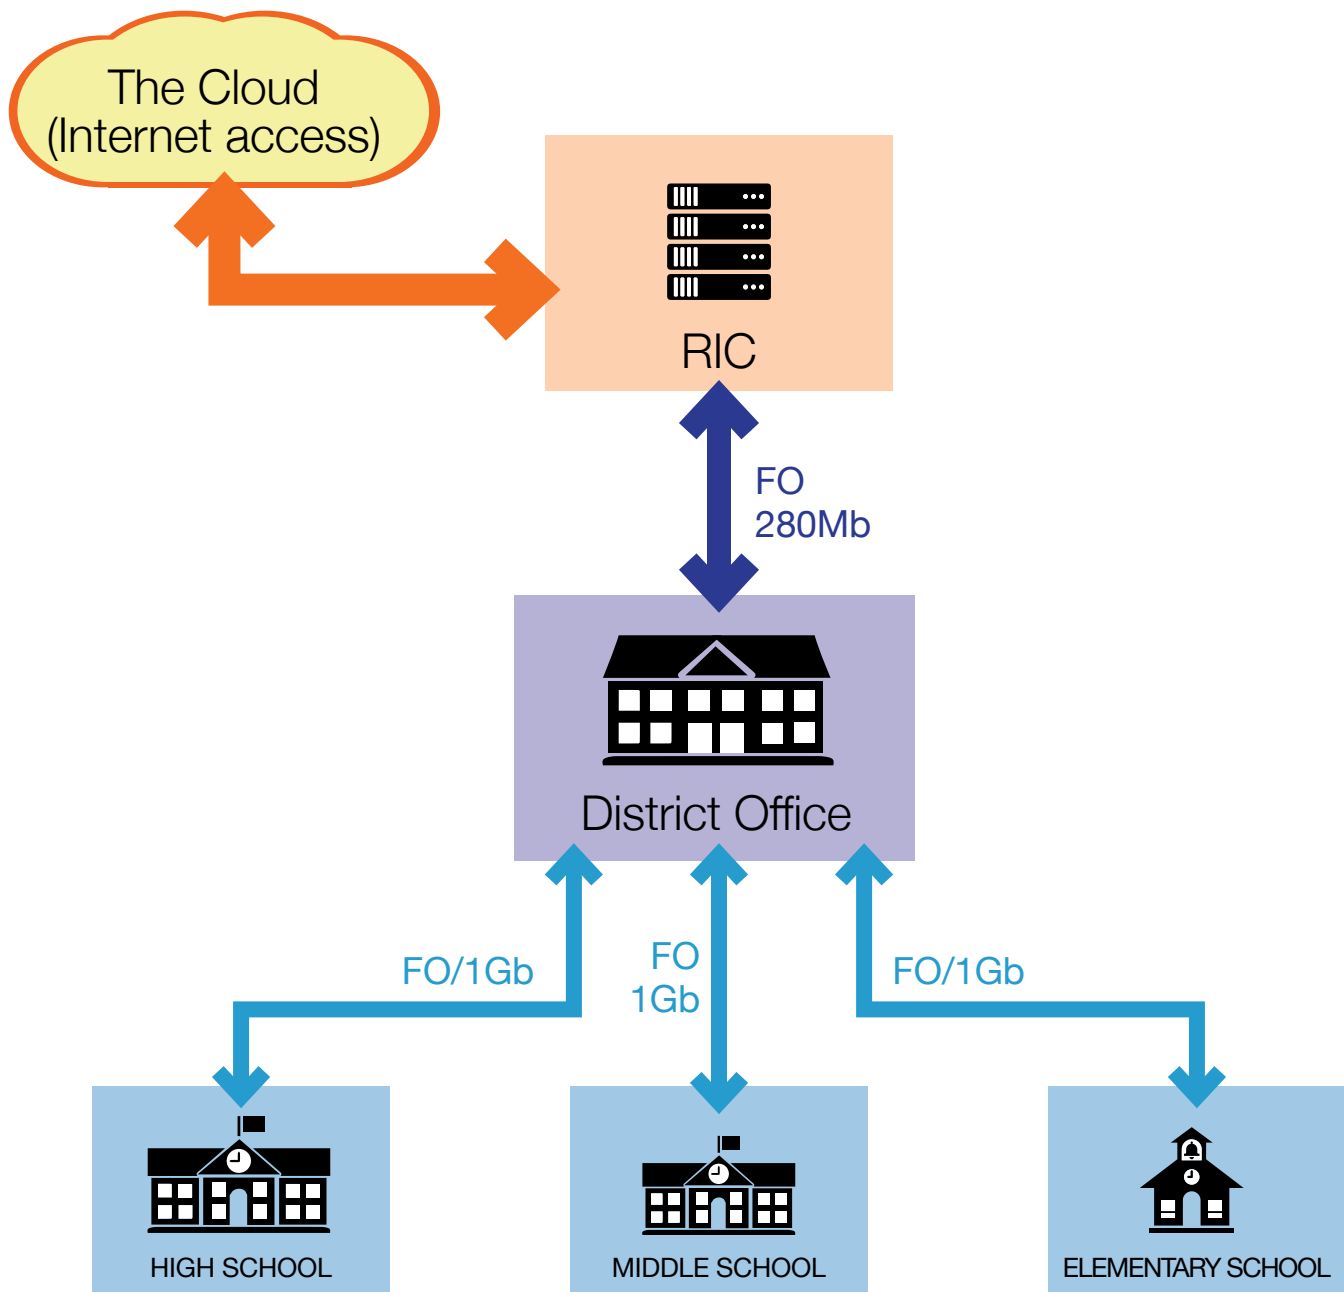 The Cloud
(Internet access)
RIC
FO
280Mb
District Office
FO/1Gb
FO
1Gb
FO/1Gb
HIGH SCHOOL
MIDDLE SCHOOL
ELEMENTARY SCHOOL